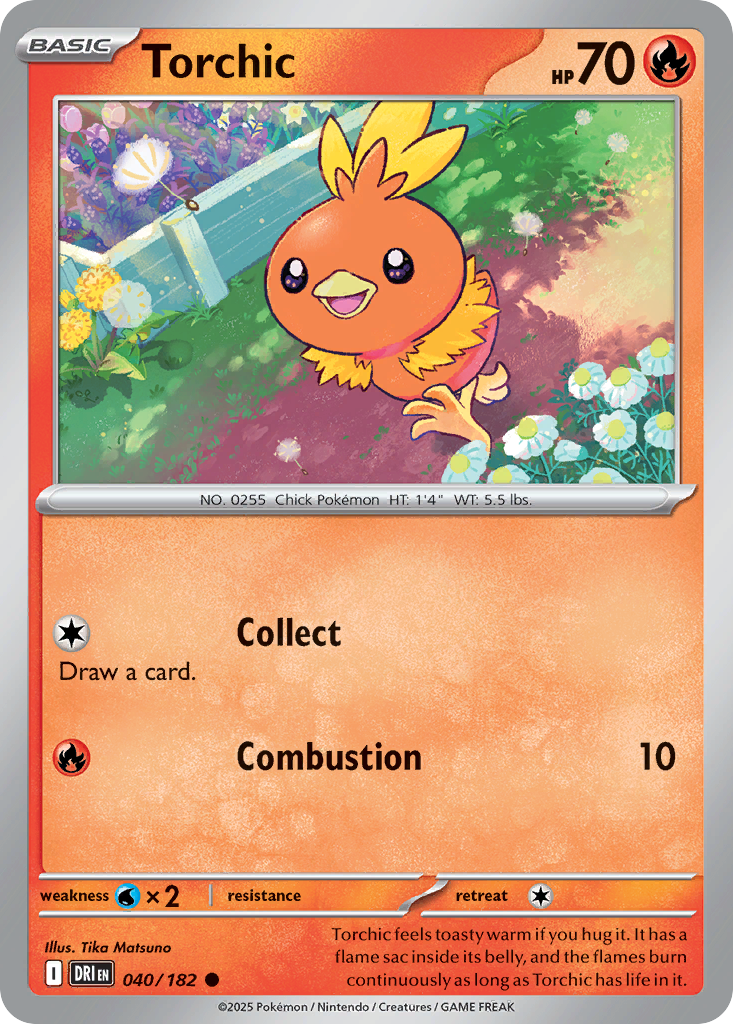 BASIC
Torchic
HP 70
NO. 0255 Chick Pokémon HT: 1'4" WT: 5.5 lbs.
Collect
Draw a card.
Combustion 10
weakness ×2 resistance retreat
Illus. Tika Matsuno
Torchic feels toasty warm if you hug it. It has a
flame sac inside its belly, and the flames burn
continuously as long as Torchic has life in it.
I DRI EN 040/182
©2025 Pokémon / Nintendo / Creatures / GAME FREAK